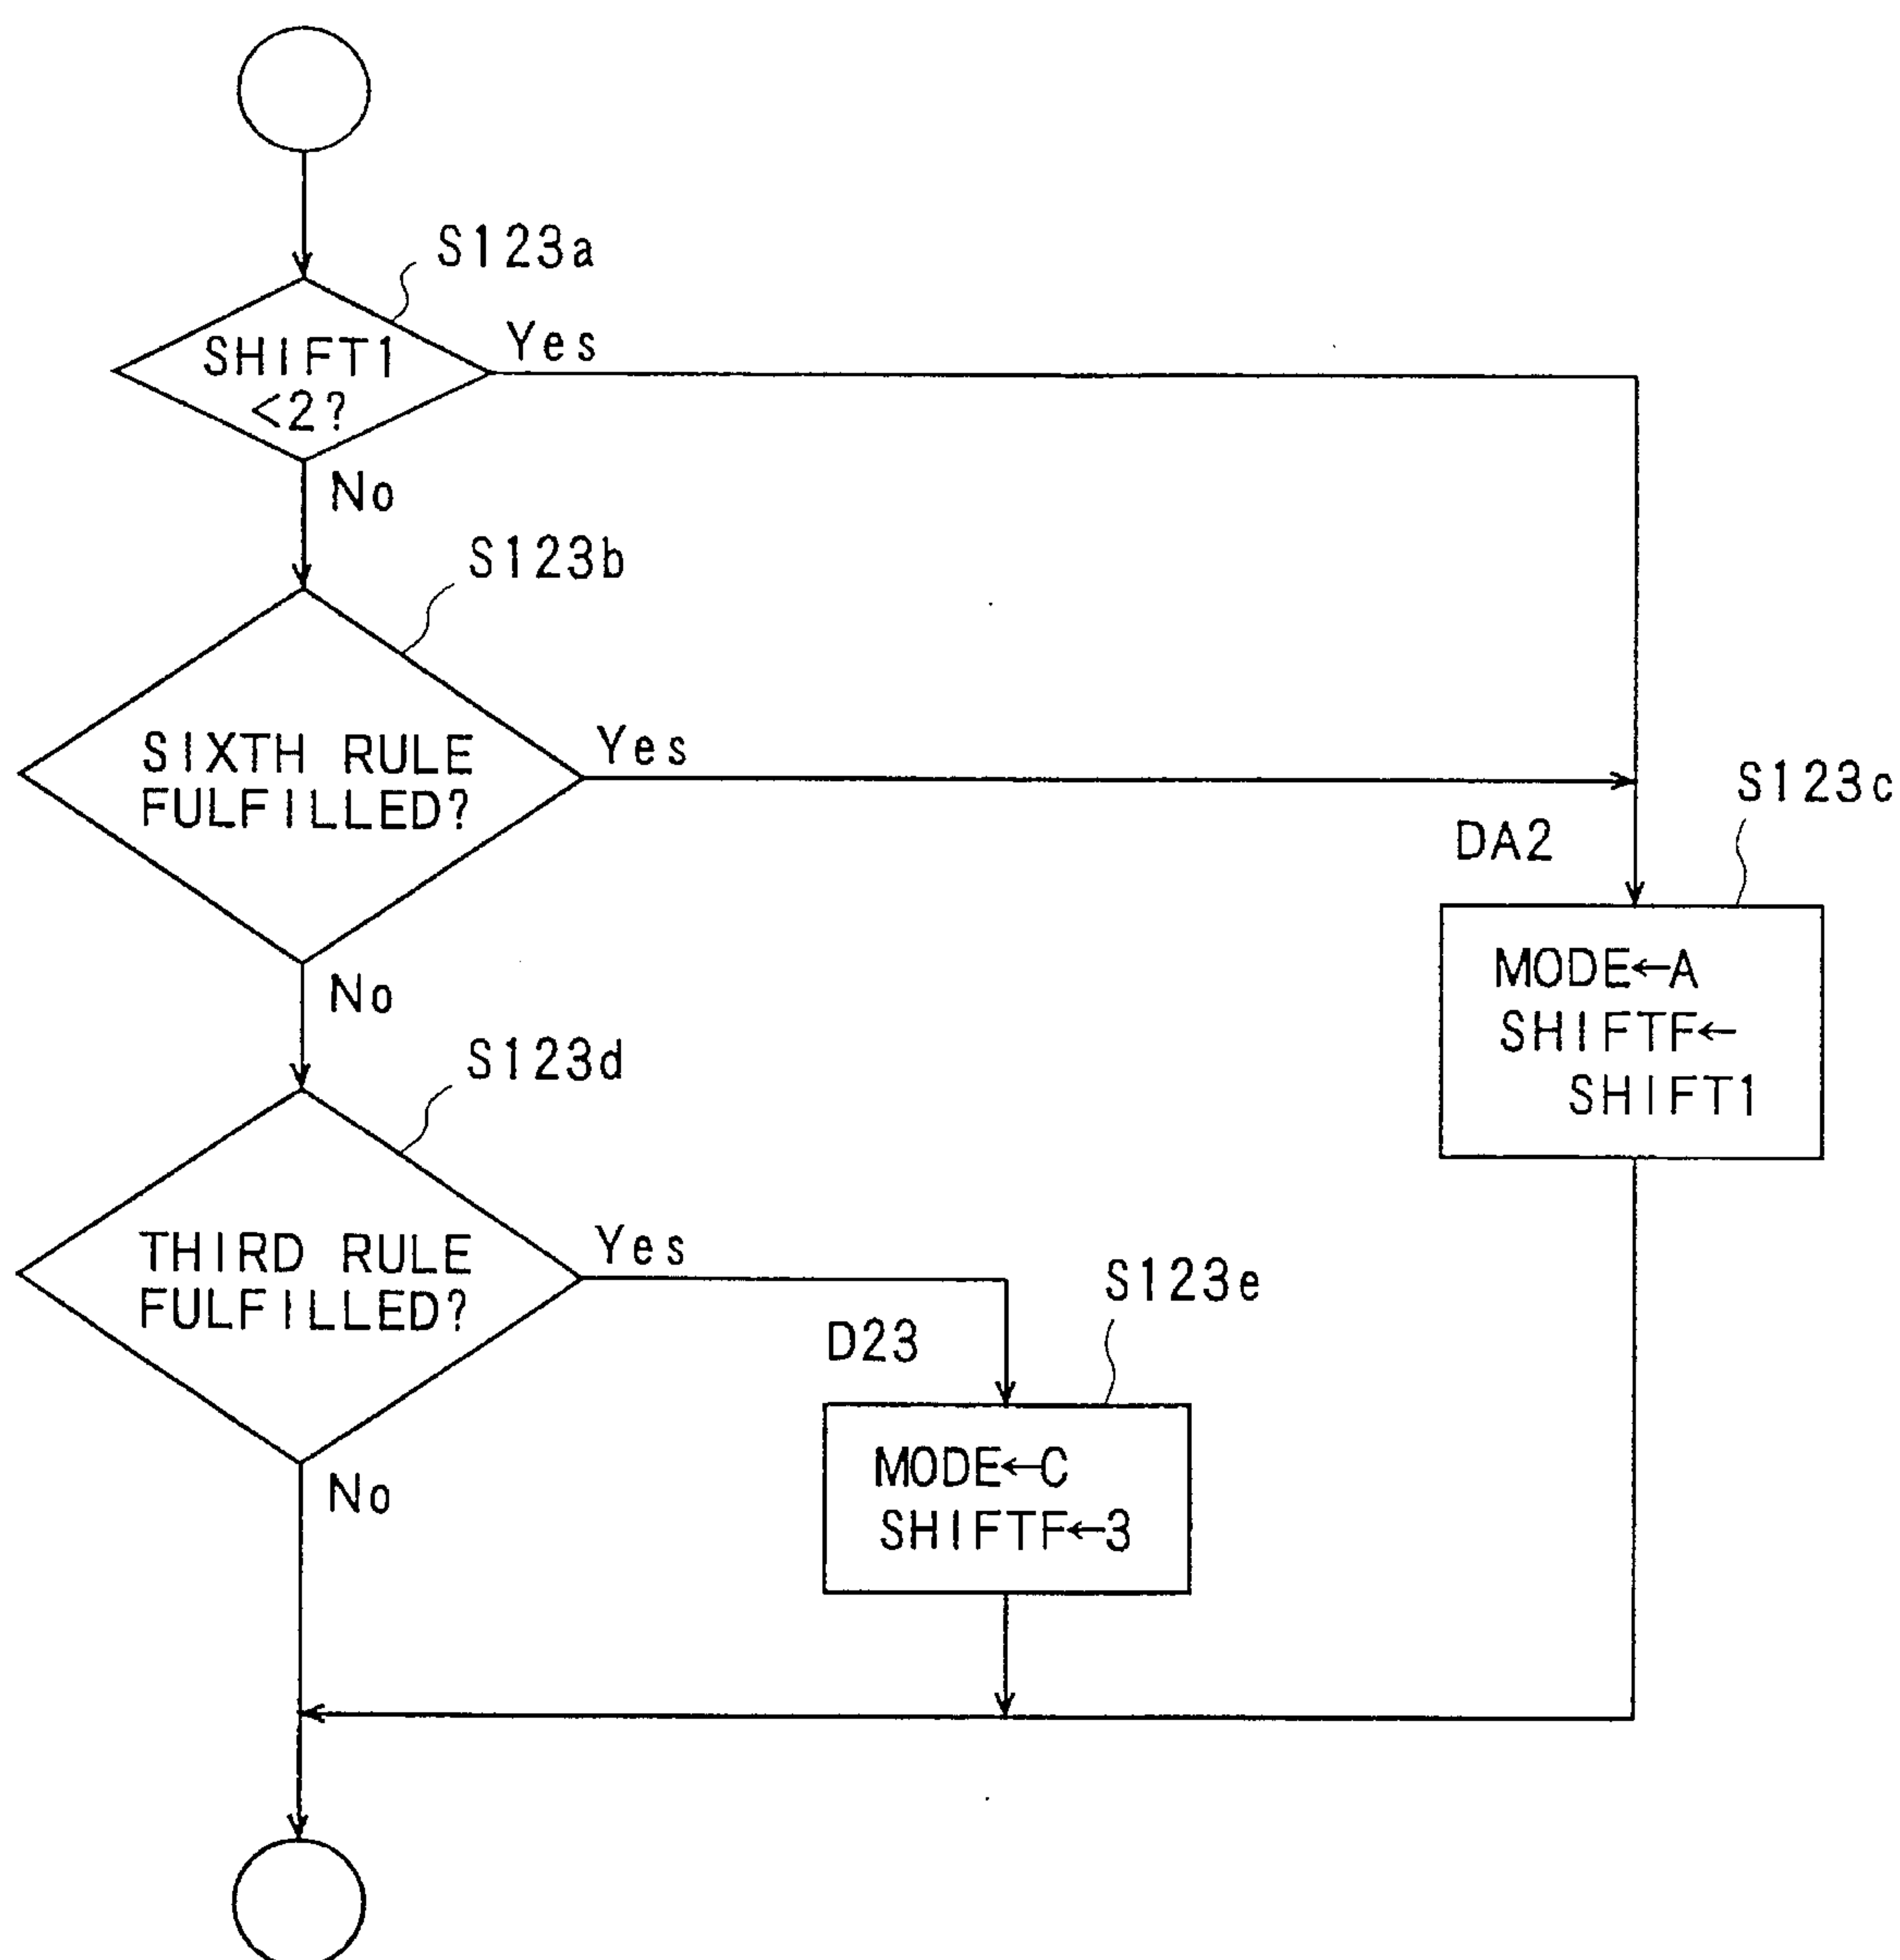 S123a
SHIFT1
<2?
Yes
No
S123b
SIXTH RULE
FULFILLED?
Yes
No
DA2
S123c
MODE←A
SHIFTF←
SHIFT1
S123d
THIRD RULE
FULFILLED?
Yes
No
D23
S123e
MODE←C
SHIFTF←3